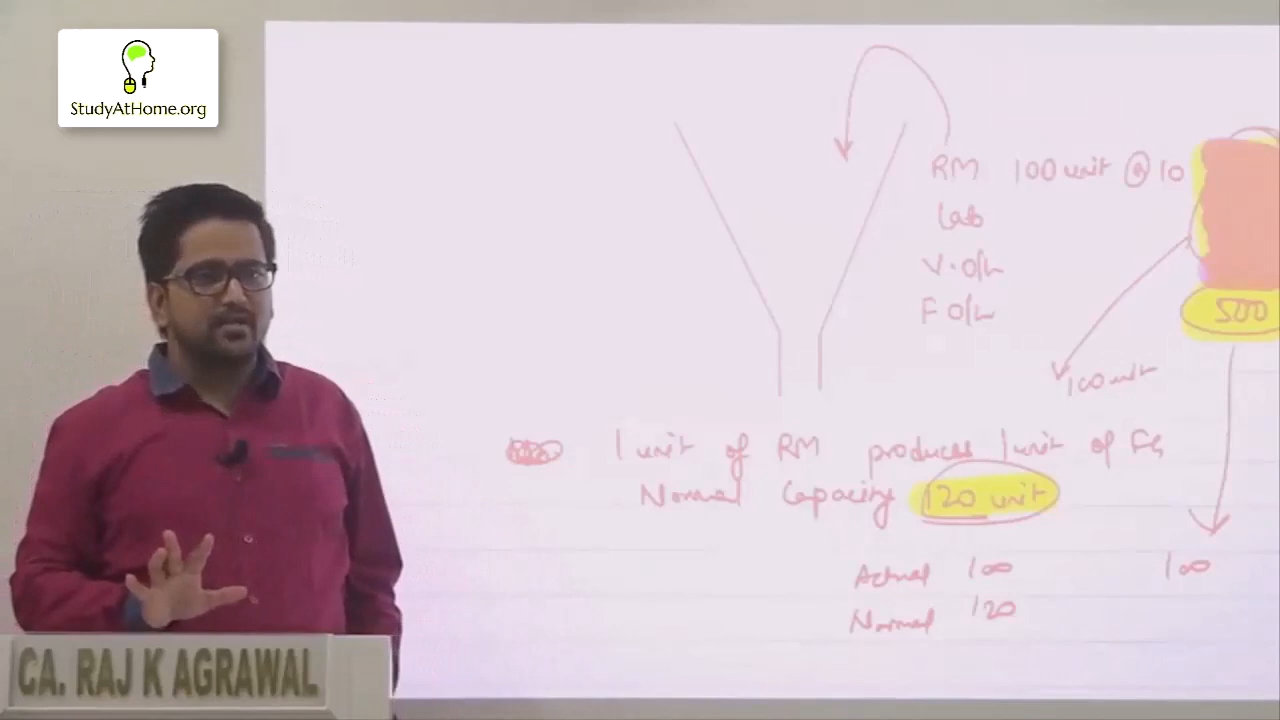 StudyAtHome.org
RM 100 unit @ 10
Lab
V.O/H
F O/H
500
100 unit
1 unit of RM produces 1 unit of FG
Normal Capacity 120 unit
Actual 100 100
Normal 120
CA. RAJ K AGRAWAL